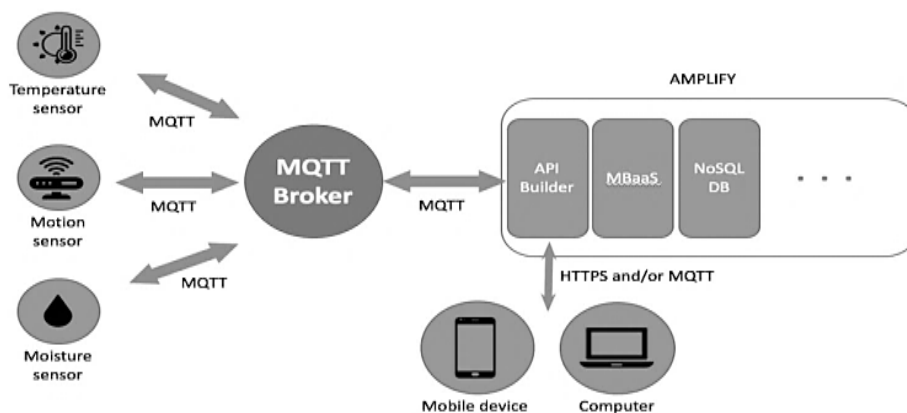 Temperature
sensor
MQTT
Motion
sensor
MQTT
Moisture
sensor
MQTT
MQTT
Broker
MQTT
AMPLIFY
API
Builder
MBaaS
NoSQL
DB
. . .
HTTPS and/or MQTT
Mobile device
Computer